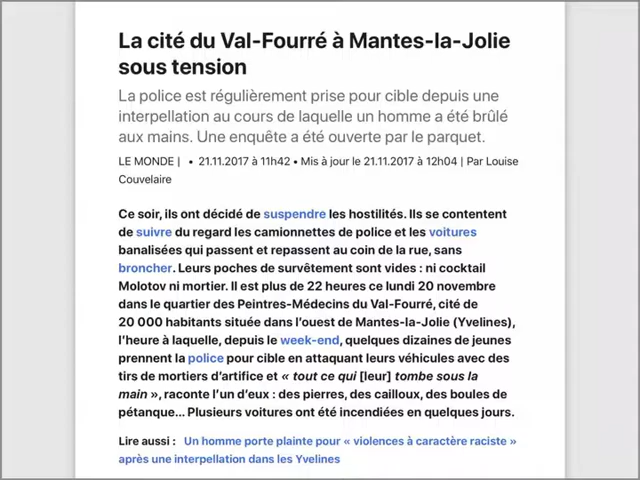 La cité du Val-Fourré à Mantes-la-Jolie
sous tension
La police est régulièrement prise pour cible depuis une
interpellation au cours de laquelle un homme a été brûlé
aux mains. Une enquête a été ouverte par le parquet.
LE MONDE | • 21.11.2017 à 11h42 • Mis à jour le 21.11.2017 à 12h04 | Par Louise
Couvelaire
Ce soir, ils ont décidé de suspendre les hostilités. Ils se contentent
de suivre du regard les camionnettes de police et les voitures
banalisées qui passent et repassent au coin de la rue, sans
broncher. Leurs poches de survêtement sont vides : ni cocktail
Molotov ni mortier. Il est plus de 22 heures ce lundi 20 novembre
dans le quartier des Peintres-Médecins du Val-Fourré, cité de
20 000 habitants située dans l'ouest de Mantes-la-Jolie (Yvelines),
l'heure à laquelle, depuis le week-end, quelques dizaines de jeunes
prennent la police pour cible en attaquant leurs véhicules avec des
tirs de mortiers d'artifice et « tout ce qui [leur] tombe sous la
main », raconte l'un d'eux : des pierres, des cailloux, des boules de
pétanque... Plusieurs voitures ont été incendiées en quelques jours.
Lire aussi : Un homme porte plainte pour « violences à caractère raciste »
après une interpellation dans les Yvelines